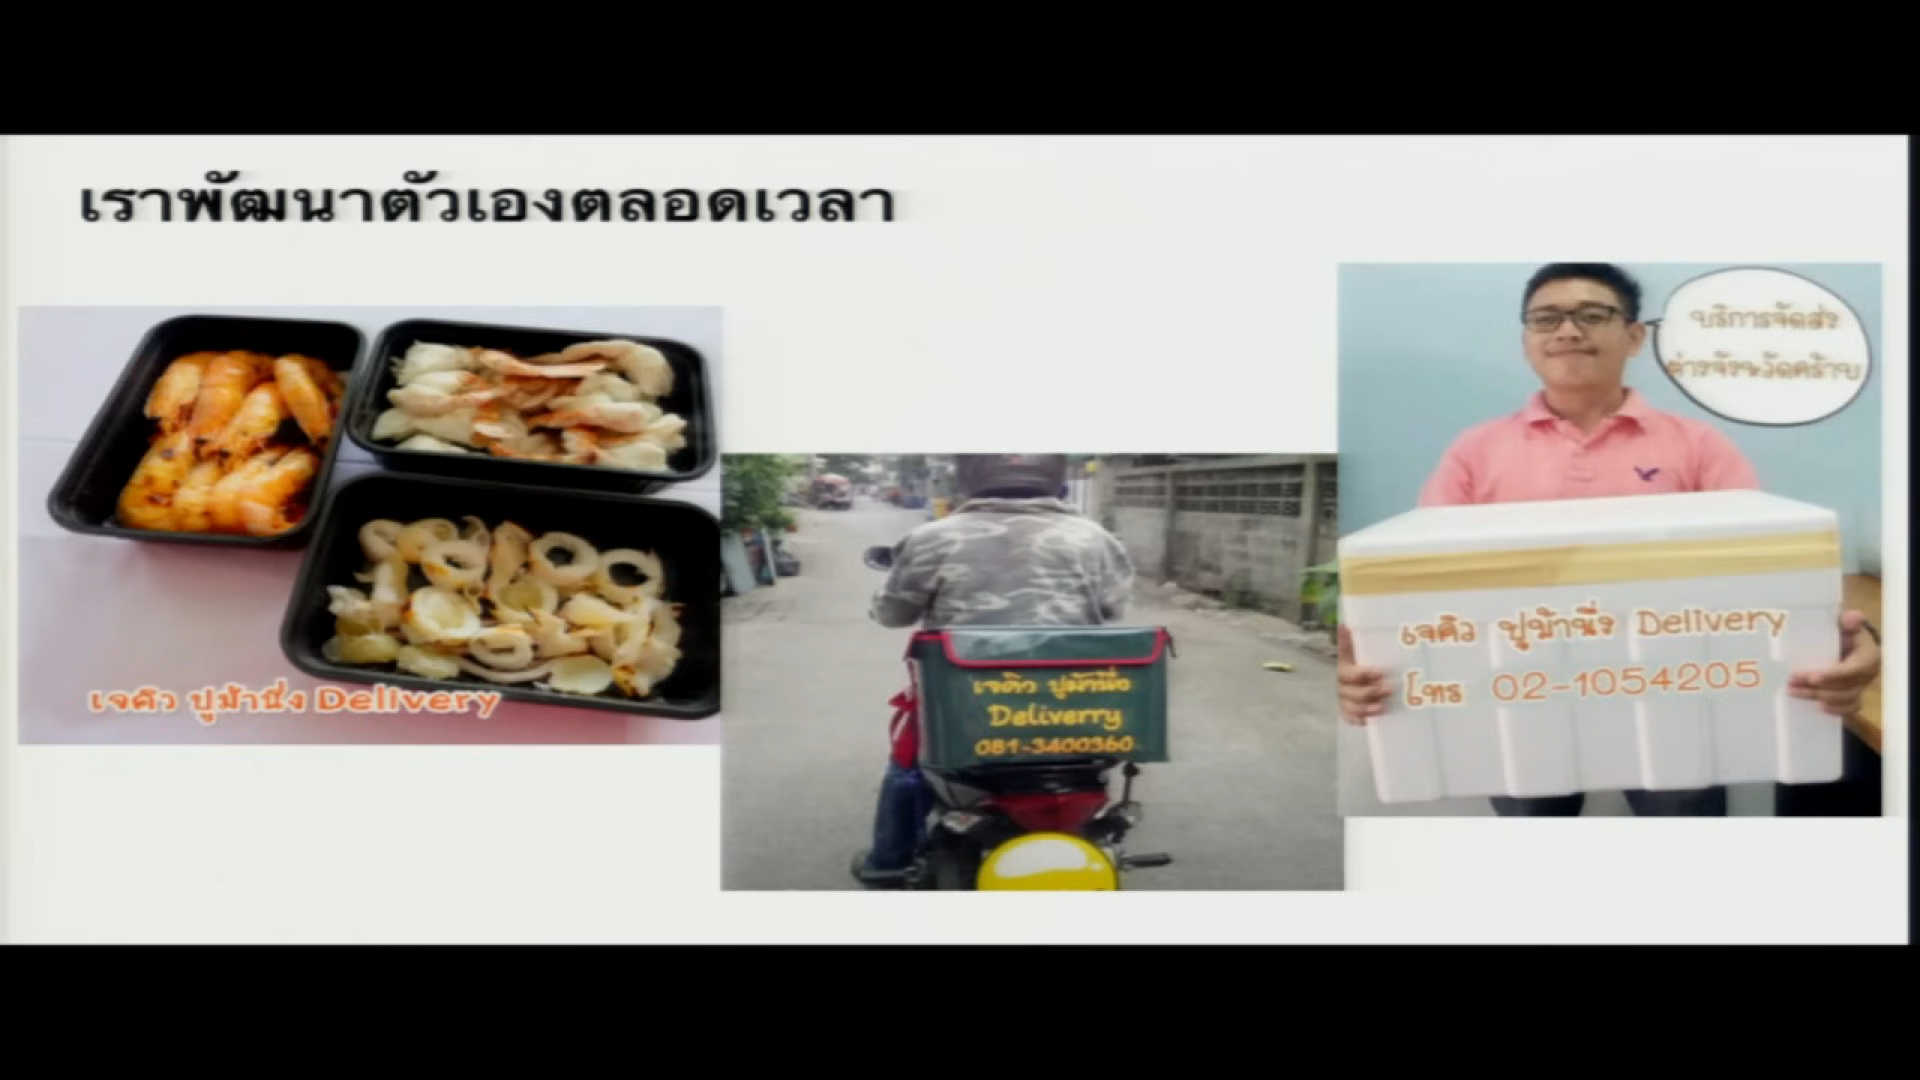 เราพัฒนาตัวเองตลอดเวลา
เจคิว ปูม้านึ่ง Delivery
เจคิว ปูม้านึ่ง
Deliverry
081-3400360
บริการจัดส่ง
ต่างจังหวัดคร้าบ
เจคิว ปูม้านึ่ง Delivery
โทร 02-1054205